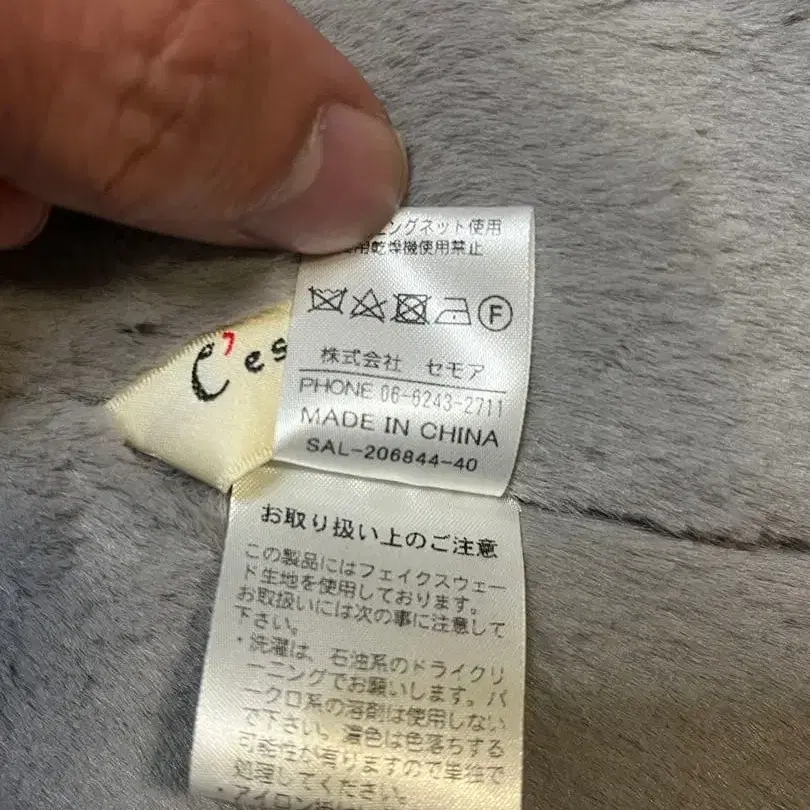 ングネット使用
用乾燥機使用禁止
F
株式会社 セモア
PHONE 06-6243-2711
MADE IN CHINA
SAL-206844-40
C'es
お取り扱い上のご注意
この製品にはフェイクスウェー
ド生地を使用しております。
お取扱いには次の事に注意して
下さい。
・洗濯は、石油系のドライクリ
ーニングでお願いします。パ
ークロ系の溶剤は使用しない
で下さい。濃色は色落ちする
可能性が有りますので単独で
処理してください。
・アイロン